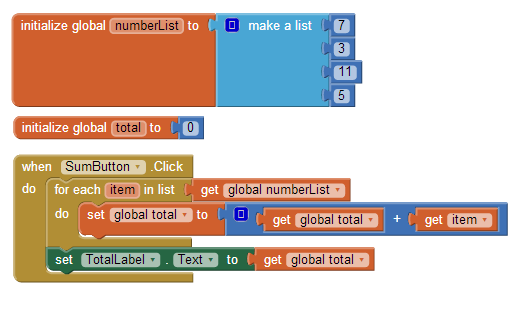 initialize global numberList to make a list 7
3
11
5
initialize global total to 0
when SumButton .Click
do for each item in list get global numberList
do set global total to get global total + get item
set TotalLabel . Text to get global total